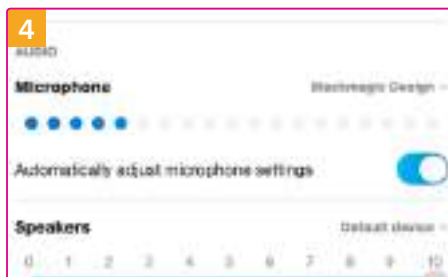 4
AUDIO
Microphone Blackmagic Design
Automatically adjust microphone settings
Speakers Default device
0 1 2 3 4 5 6 7 8 9 10